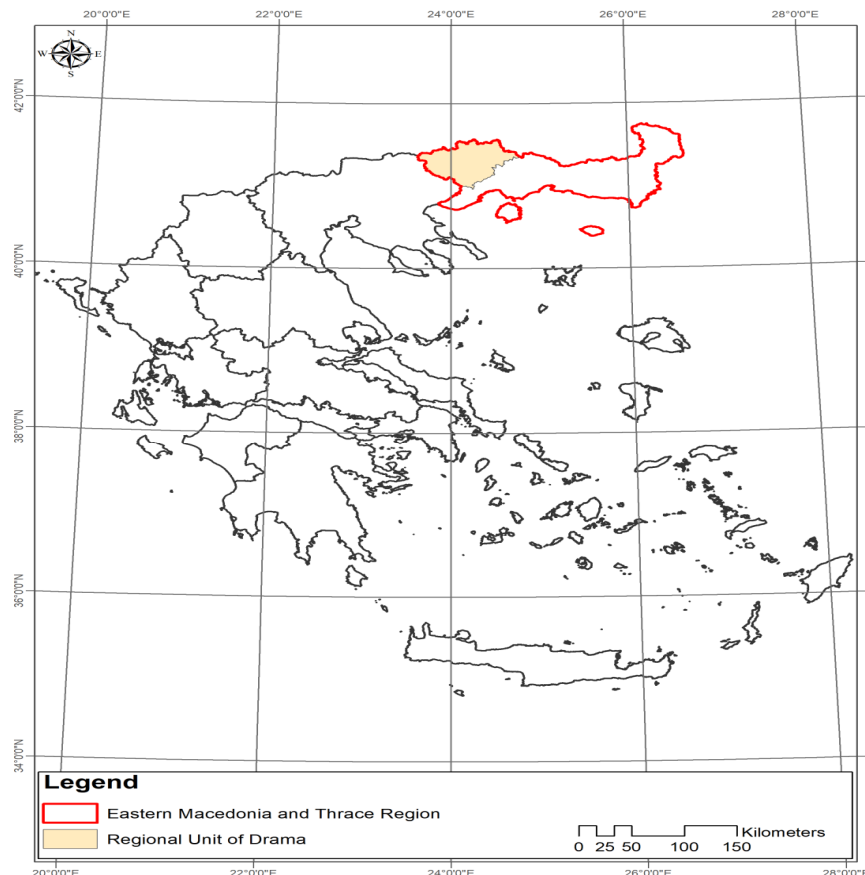 20°0'0"E 22°0'0"E 24°0'0"E 26°0'0"E 28°0'0"E
N
W E
S
42°0'0"N
40°0'0"N
38°0'0"N
36°0'0"N
34°0'0"N
Legend
Eastern Macedonia and Thrace Region
Regional Unit of Drama
Kilometers
0 25 50 100 150
20°0'0"E 22°0'0"E 24°0'0"E 26°0'0"E 28°0'0"E